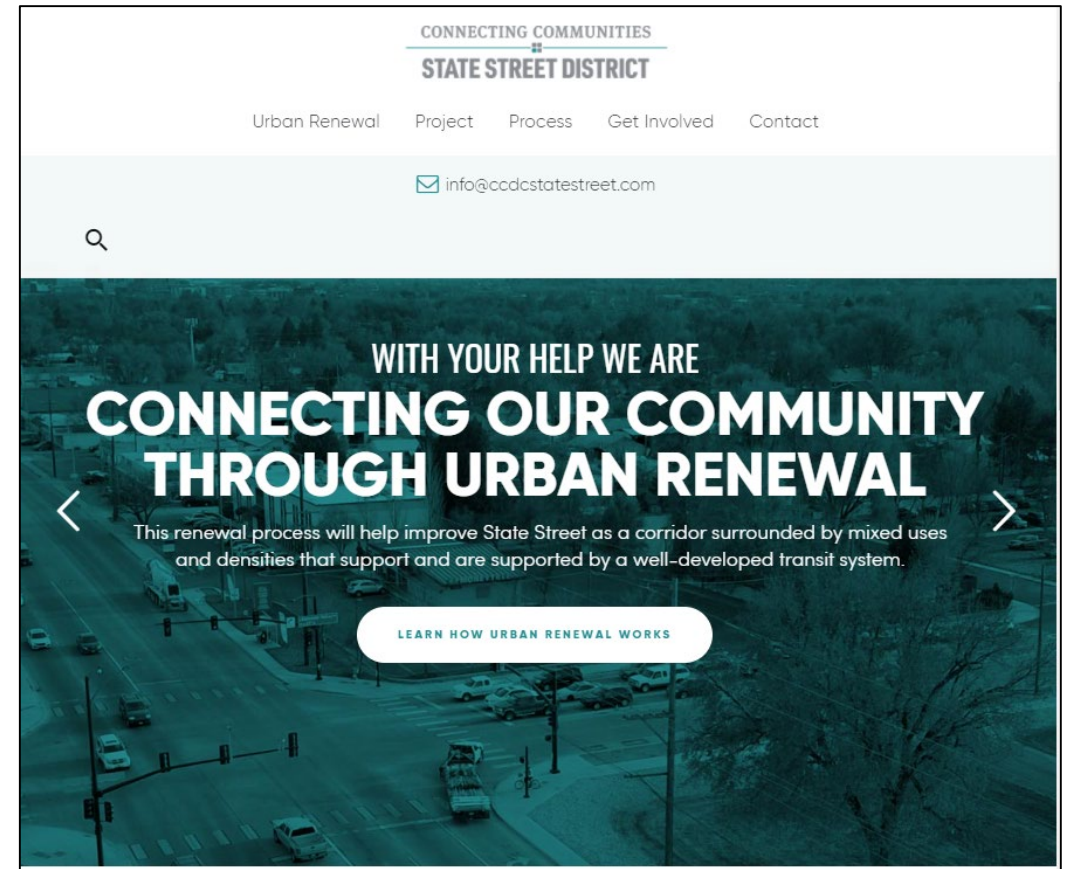 CONNECTING COMMUNITIES
STATE STREET DISTRICT
Urban Renewal Project Process Get Involved Contact
info@ccdcstatestreet.com
WITH YOUR HELP WE ARE
CONNECTING OUR COMMUNITY
THROUGH URBAN RENEWAL
This renewal process will help improve State Street as a corridor surrounded by mixed uses
and densities that support and are supported by a well-developed transit system.
LEARN HOW URBAN RENEWAL WORKS